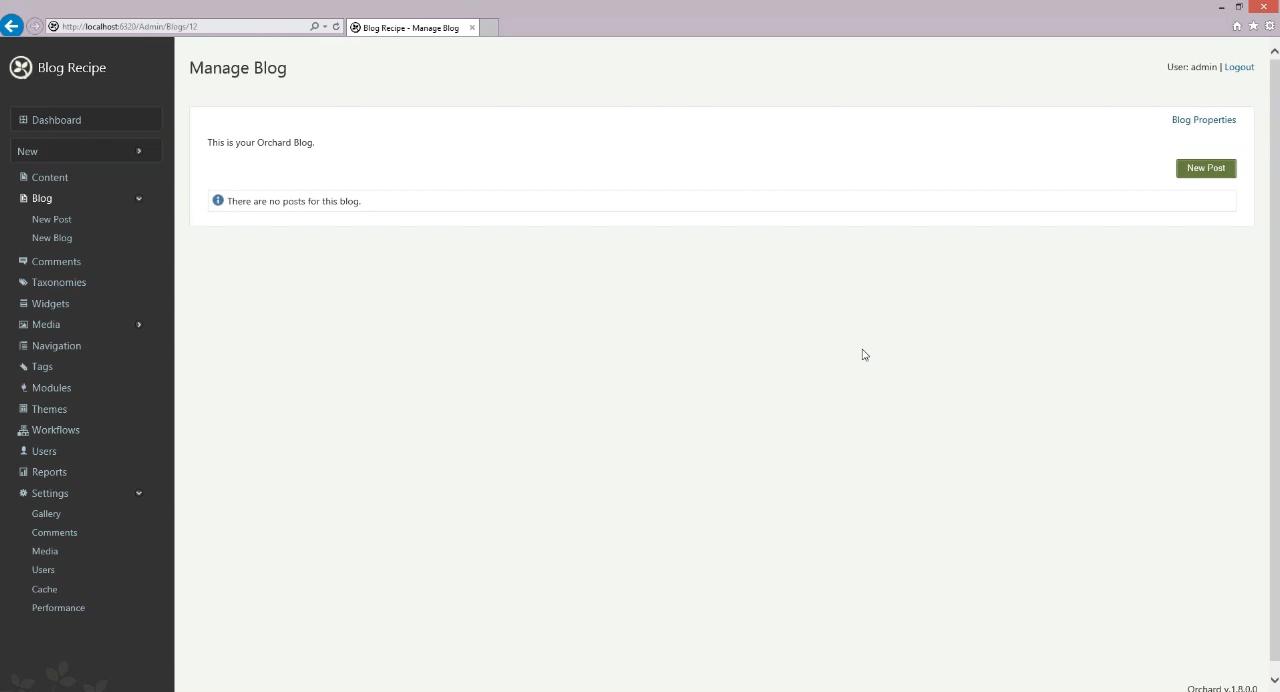 http://localhost:6320/Admin/Blogs/12
Blog Recipe - Manage Blog
Blog Recipe
Manage Blog
User: admin | Logout
Dashboard
New
Content
Blog
New Post
New Blog
Comments
Taxonomies
Widgets
Media
Navigation
Tags
Modules
Themes
Workflows
Users
Reports
Settings
Gallery
Comments
Media
Users
Cache
Performance
Blog Properties
This is your Orchard Blog.
New Post
There are no posts for this blog.
Orchard v.1.8.0.0